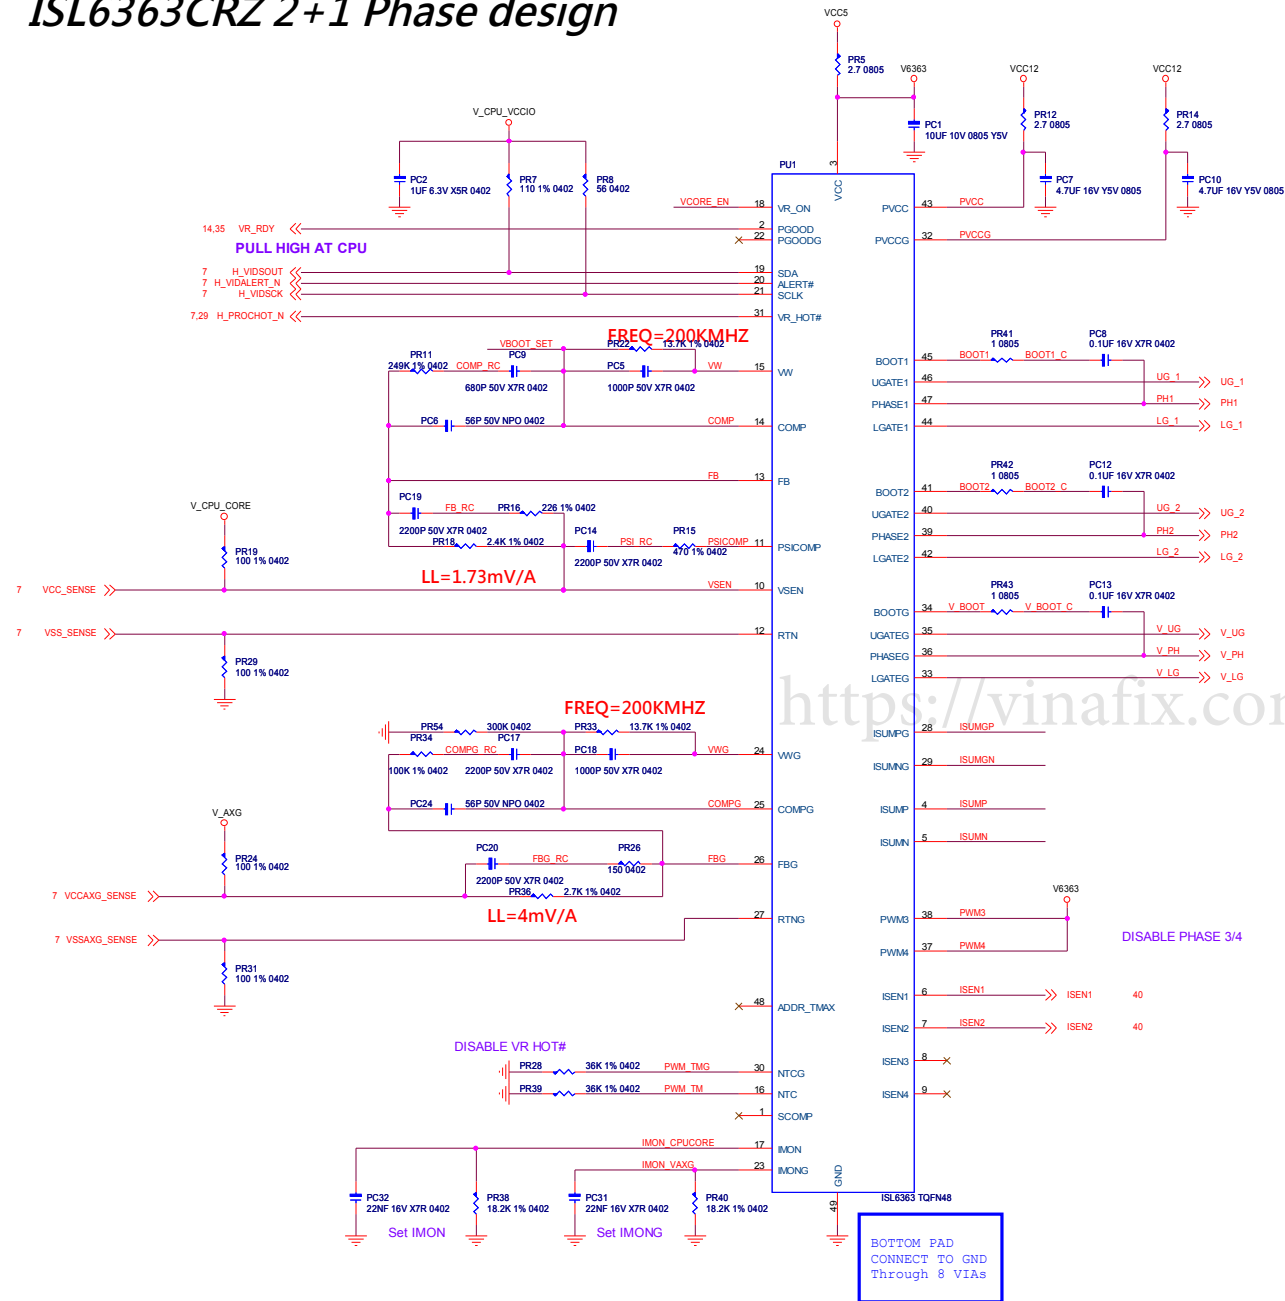 ISL6363CRZ 2+1 Phase design
VCC5
PR5
2.7 0805
V6363
PC1
10UF 10V 0805 Y5V
VCC12
PR12
2.7 0805
PC7
4.7UF 16V Y5V 0805
VCC12
PR14
2.7 0805
PC10
4.7UF 16V Y5V 0805
V_CPU_VCCIO
PC2
1UF 6.3V X5R 0402
PR7
110 1% 0402
PR8
56 0402
PU1
3
VCC
VCORE_EN 18 VR_ON
14,35 VR_RDY 2 PGOOD
22 PGOODG
PULL HIGH AT CPU
7 H_VIDSOUT 19 SDA
7 H_VIDALERT_N 20 ALERT#
7 H_VIDSCK 21 SCLK
7,29 H_PROCHOT_N 31 VR_HOT#
PVCC 43 PVCC
PVCCG 32 PVCCG
FREQ=200KMHZ
VBOOT_SET
PR22 13.7K 1% 0402
PR11
249K 1% 0402
COMP_RC
PC9
680P 50V X7R 0402
PC5
1000P 50V X7R 0402
VW 15 VW
PC6 56P 50V NPO 0402
COMP 14 COMP
FB 13 FB
PC19
2200P 50V X7R 0402
FB_RC
PR16 226 1% 0402
PR18 2.4K 1% 0402
PC14
2200P 50V X7R 0402
PSI_RC
PR15
470 1% 0402
PSICOMP 11 PSICOMP
LL=1.73mV/A
V_CPU_CORE
PR19
100 1% 0402
7 VCC_SENSE
VSEN 10 VSEN
7 VSS_SENSE
12 RTN
PR29
100 1% 0402
BOOT1 45 BOOT1
PR41
1 0805
BOOT1_C
PC8
0.1UF 16V X7R 0402
UGATE1 46 UG_1 UG_1
PHASE1 47 PH1 PH1
LGATE1 44 LG_1 LG_1
BOOT2 41 BOOT2
PR42
1 0805
BOOT2_C
PC12
0.1UF 16V X7R 0402
UGATE2 40 UG_2 UG_2
PHASE2 39 PH2 PH2
LGATE2 42 LG_2 LG_2
BOOTG 34 V_BOOT
PR43
1 0805
V_BOOT_C
PC13
0.1UF 16V X7R 0402
UGATEG 35 V_UG V_UG
PHASEG 36 V_PH V_PH
LGATEG 33 V_LG V_LG
https://vinafix.co
FREQ=200KMHZ
PR54 300K 0402
PR33 13.7K 1% 0402
PR34
100K 1% 0402
COMPG_RC
PC17
2200P 50V X7R 0402
PC18
1000P 50V X7R 0402
VWG 24 VWG
PC24 56P 50V NPO 0402
COMPG 25 COMPG
V_AXG
PR24
100 1% 0402
PC20
2200P 50V X7R 0402
FBG_RC
PR26
150 0402
FBG 26 FBG
PR36 2.7K 1% 0402
7 VCCAXG_SENSE
LL=4mV/A
27 RTNG
7 VSSAXG_SENSE
PR31
100 1% 0402
ISUMPG 28 ISUMGP
ISUMNG 29 ISUMGN
ISUMP 4 ISUMP
ISUMN 5 ISUMN
V6363
PWM3 38 PWM3
PWM4 37 PWM4
DISABLE PHASE 3/4
48 ADDR_TMAX
ISEN1 6 ISEN1 ISEN1 40
ISEN2 7 ISEN2 ISEN2 40
ISEN3 8
ISEN4 9
DISABLE VR HOT#
PR28 36K 1% 0402 PWM_TMG 30 NTCG
PR39 36K 1% 0402 PWM_TM 16 NTC
1 SCOMP
IMON_CPUCORE 17 IMON
IMON_VAXG 23 IMONG
PC32
22NF 16V X7R 0402
PR38
18.2K 1% 0402
Set IMON
PC31
22NF 16V X7R 0402
PR40
18.2K 1% 0402
Set IMONG
GND
49
ISL6363 TQFN48
BOTTOM PAD
CONNECT TO GND
Through 8 VIAs